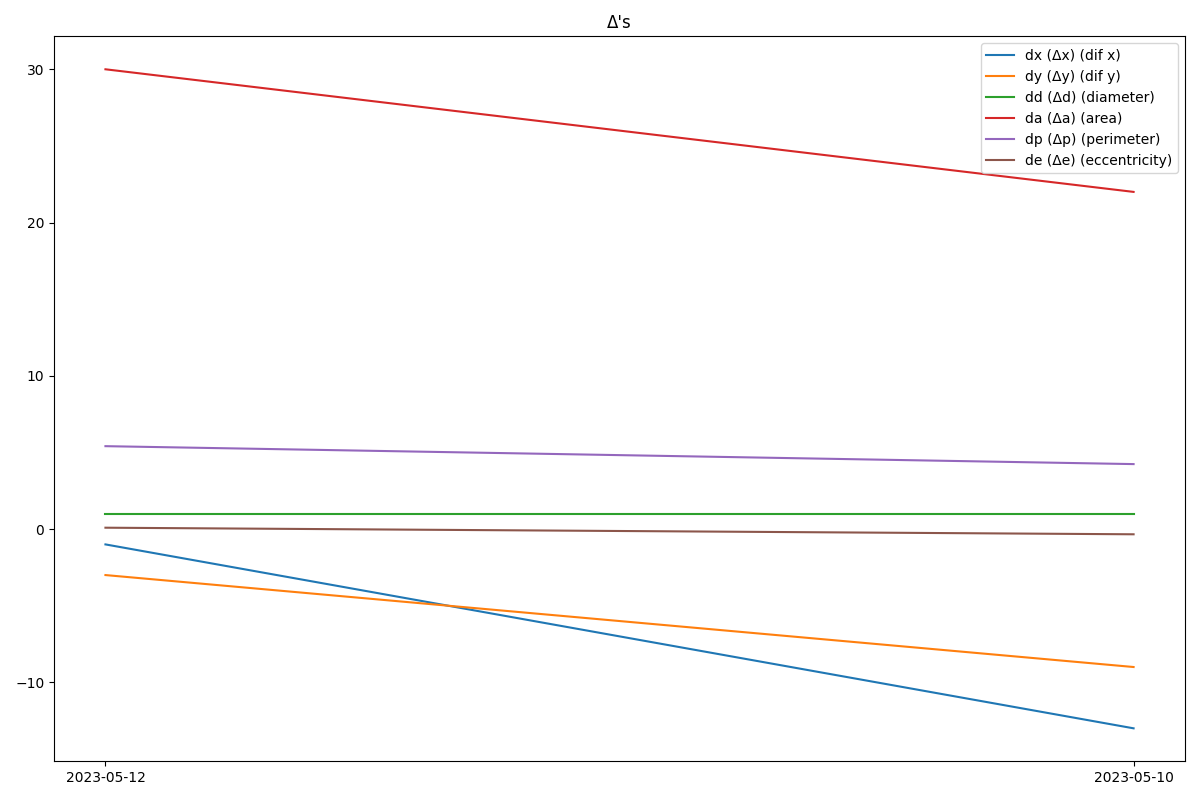 Δ's
dx (Δx) (dif x)
dy (Δy) (dif y)
dd (Δd) (diameter)
da (Δa) (area)
dp (Δp) (perimeter)
de (Δe) (eccentricity)
30
20
10
0
−10
2023-05-12
2023-05-10